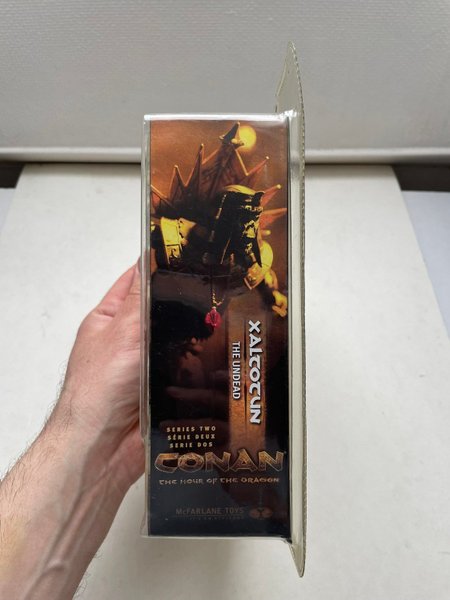 XALTOTUN
THE UNDEAD
SERIES TWO
SÉRIE DEUX
SERIE DOS
CONAN
THE HOUR OF THE DRAGON
McFARLANE TOYS